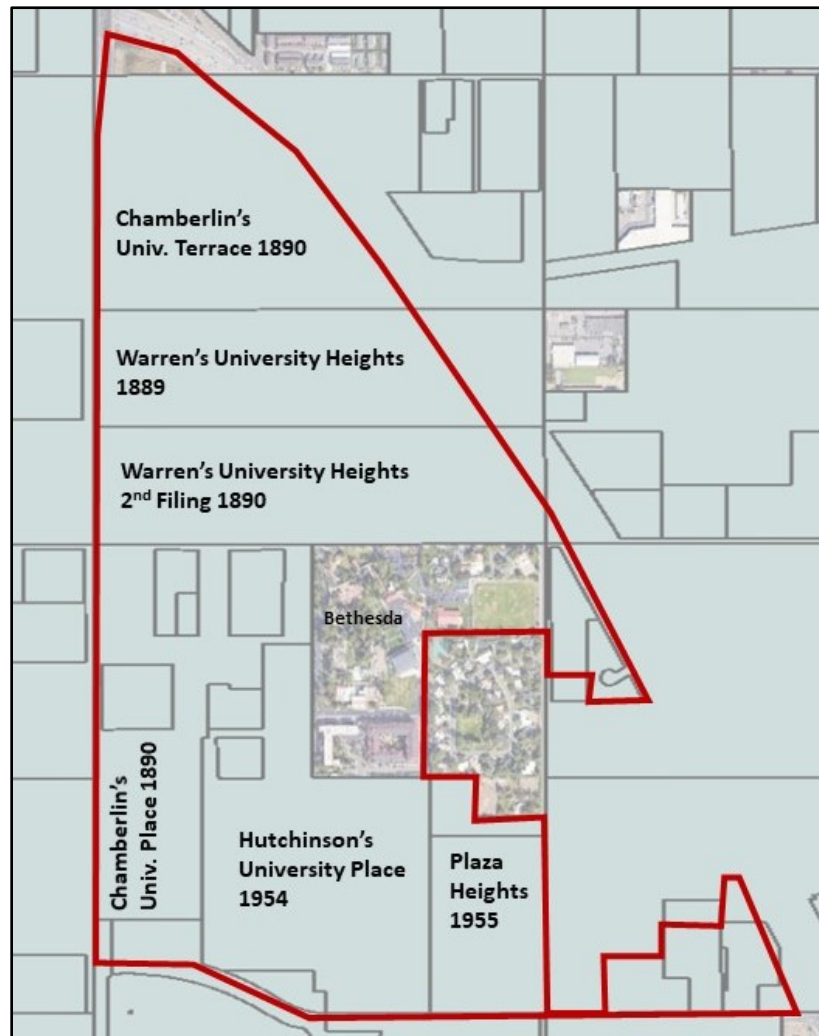 Chamberlin's
Univ. Terrace 1890
Warren's University Heights
1889
Warren's University Heights
2nd Filing 1890
Bethesda
Chamberlin's
Univ. Place 1890
Hutchinson's
University Place
1954
Plaza
Heights
1955